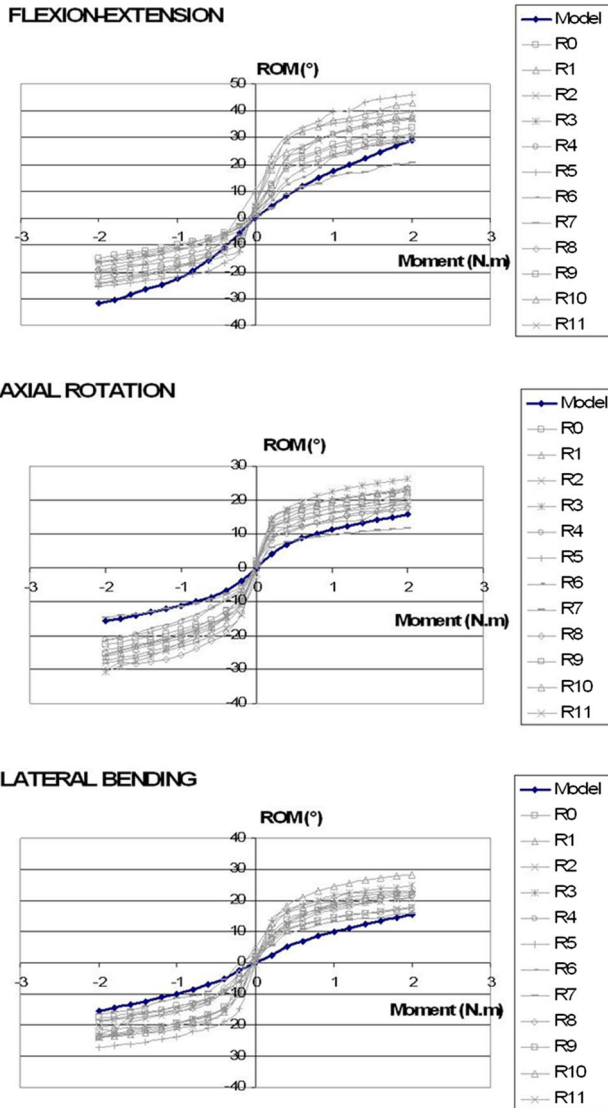 FLEXION-EXTENSION
ROM (°)
50
40
30
20
10
0
-10
-20
-30
-40
-3 -2 -1 0 1 2 3
Moment (N.m)
Model
R0
R1
R2
R3
R4
R5
R6
R7
R8
R9
R10
R11
AXIAL ROTATION
ROM (°)
30
20
10
0
-10
-20
-30
-40
-3 -2 -1 0 1 2 3
Moment (N.m)
Model
R0
R1
R2
R3
R4
R5
R6
R7
R8
R9
R10
R11
LATERAL BENDING
ROM (°)
40
30
20
10
0
-10
-20
-30
-40
-3 -2 -1 0 1 2 3
Moment (N.m)
Model
R0
R1
R2
R3
R4
R5
R6
R7
R8
R9
R10
R11